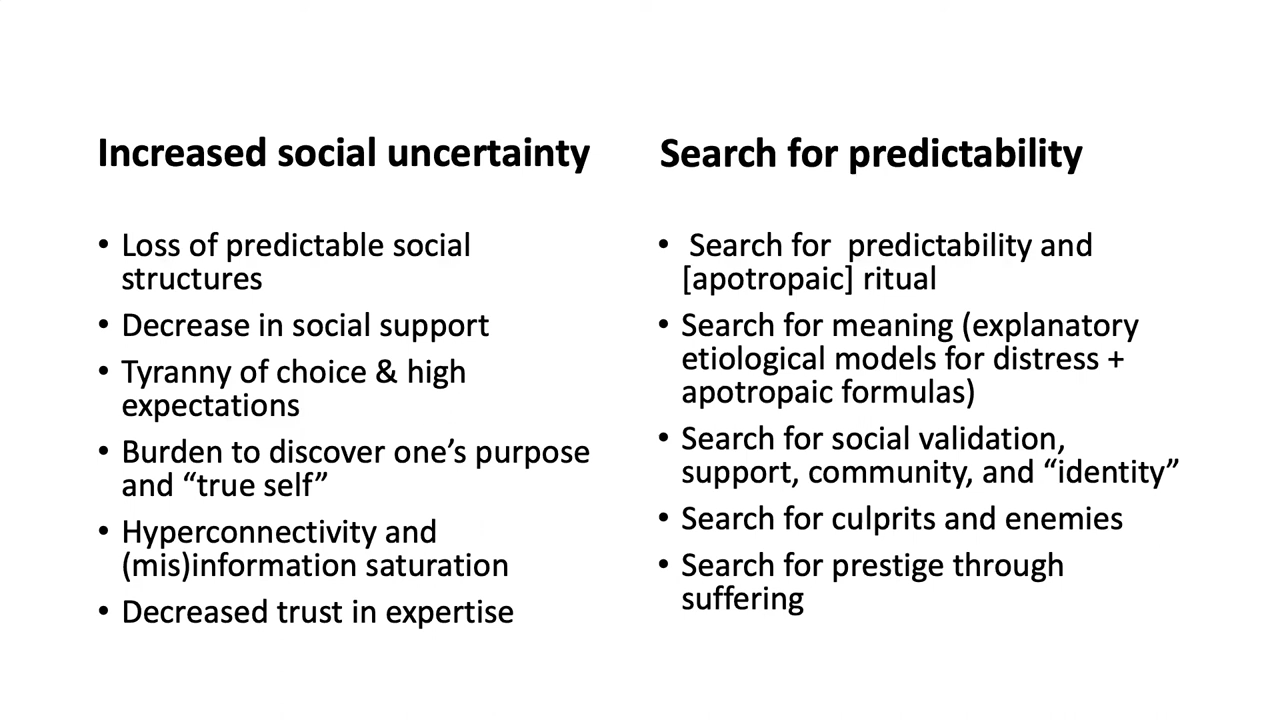 Increased social uncertainty
• Loss of predictable social
structures
• Decrease in social support
• Tyranny of choice & high
expectations
• Burden to discover one’s purpose
and “true self”
• Hyperconnectivity and
(mis)information saturation
• Decreased trust in expertise
Search for predictability
• Search for predictability and
[apotropaic] ritual
• Search for meaning (explanatory
etiological models for distress +
apotropaic formulas)
• Search for social validation,
support, community, and “identity”
• Search for culprits and enemies
• Search for prestige through
suffering